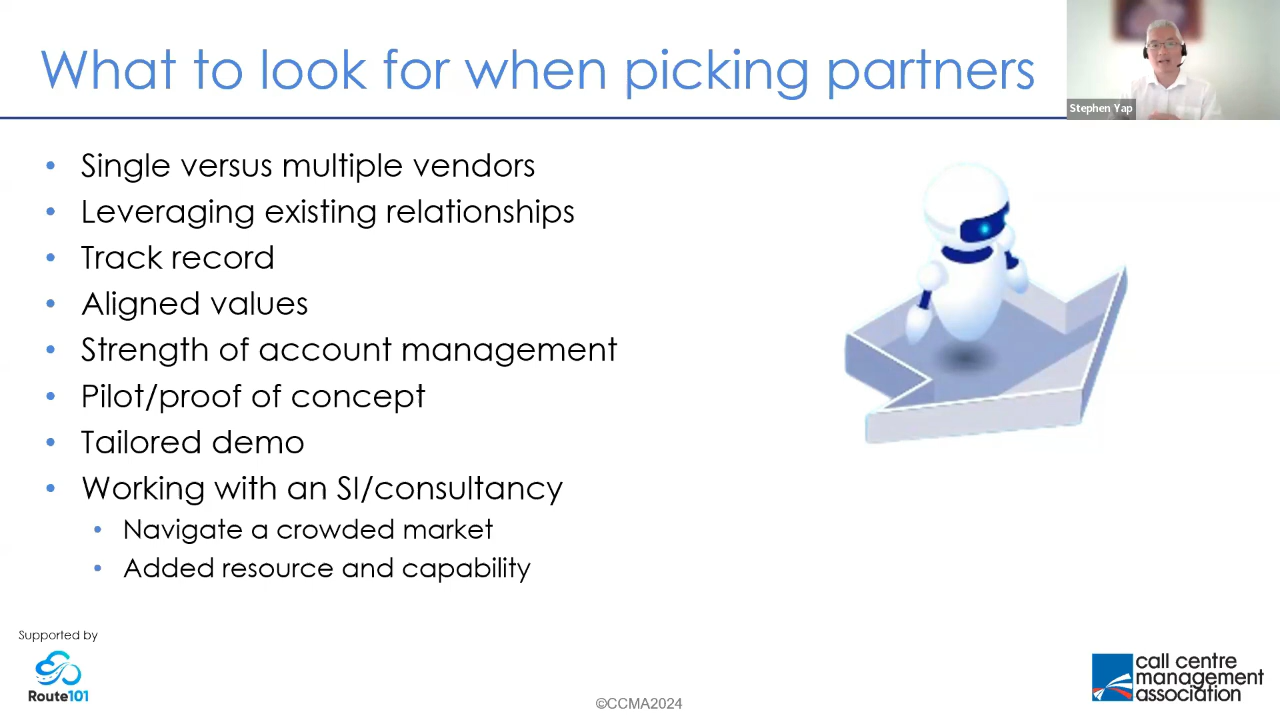 What to look for when picking partners
Stephen Yap
• Single versus multiple vendors
• Leveraging existing relationships
• Track record
• Aligned values
• Strength of account management
• Pilot/proof of concept
• Tailored demo
• Working with an SI/consultancy
• Navigate a crowded market
• Added resource and capability
Supported by
Route101
©CCMA2024
call centre
management
association